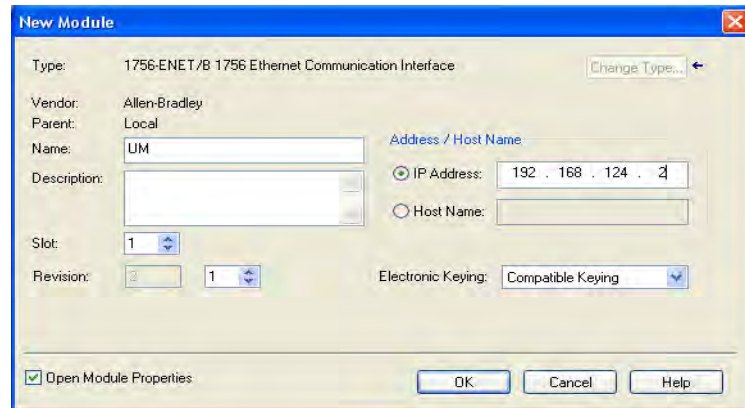 New Module
Type: 1756-ENET/B 1756 Ethernet Communication Interface Change Type...
Vendor: Allen-Bradley
Parent: Local
Name: UM
Address / Host Name
Description:
IP Address: 192 . 168 . 124 . 2
Host Name:
Slot: 1
Revision: 1 Electronic Keying: Compatible Keying
Open Module Properties OK Cancel Help